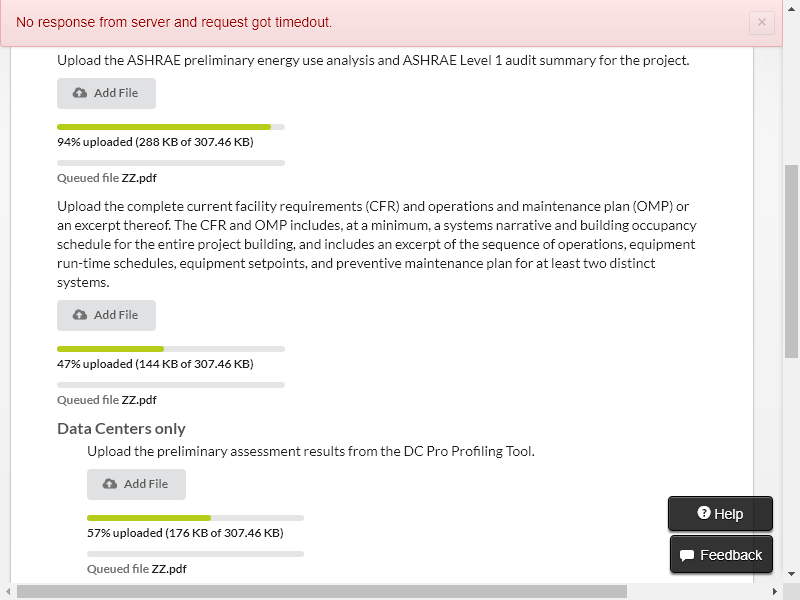 No response from server and request got timedout.
×
Upload the ASHRAE preliminary energy use analysis and ASHRAE Level 1 audit summary for the project.
Add File
94% uploaded (288 KB of 307.46 KB)
Queued file ZZ.pdf
Upload the complete current facility requirements (CFR) and operations and maintenance plan (OMP) or
an excerpt thereof. The CFR and OMP includes, at a minimum, a systems narrative and building occupancy
schedule for the entire project building, and includes an excerpt of the sequence of operations, equipment
run-time schedules, equipment setpoints, and preventive maintenance plan for at least two distinct
systems.
Add File
47% uploaded (144 KB of 307.46 KB)
Queued file ZZ.pdf
Data Centers only
Upload the preliminary assessment results from the DC Pro Profiling Tool.
Add File
57% uploaded (176 KB of 307.46 KB)
Queued file ZZ.pdf
Help
Feedback